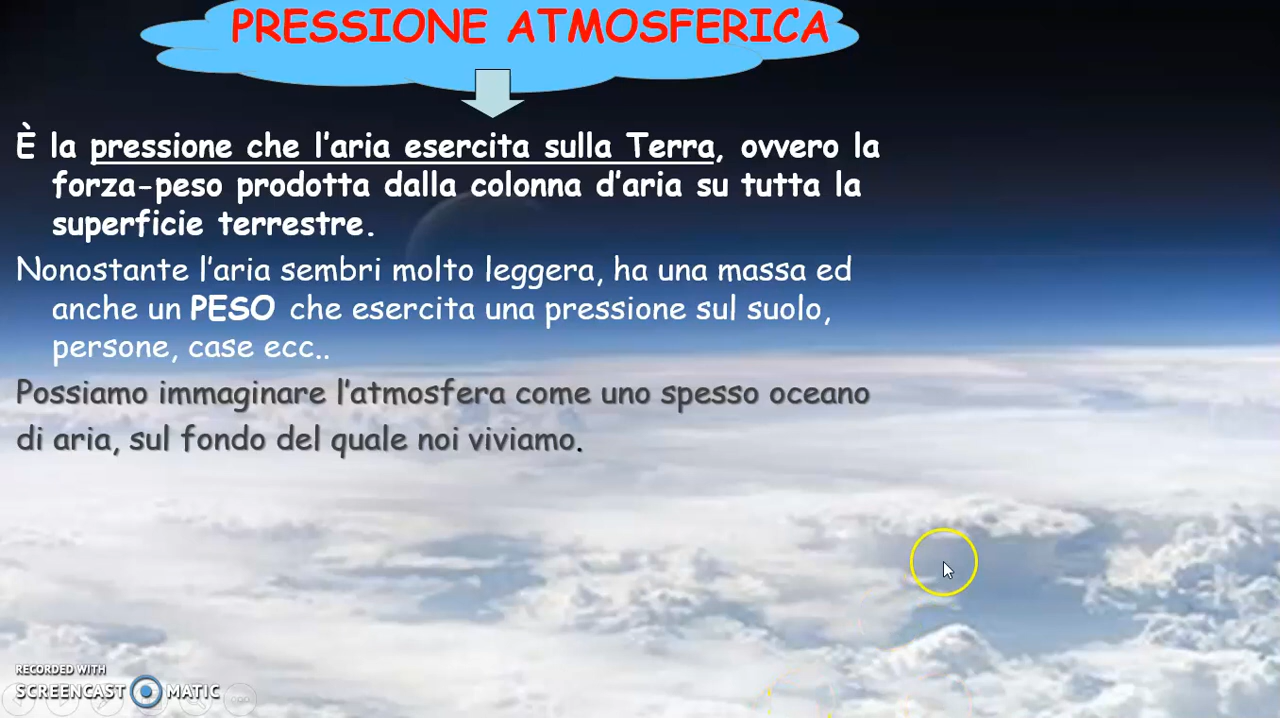 PRESSIONE ATMOSFERICA
È la pressione che l'aria esercita sulla Terra, ovvero la
forza-peso prodotta dalla colonna d'aria su tutta la
superficie terrestre.
Nonostante l'aria sembri molto leggera, ha una massa ed
anche un PESO che esercita una pressione sul suolo,
persone, case ecc..
Possiamo immaginare l'atmosfera come uno spesso oceano
di aria, sul fondo del quale noi viviamo.
RECORDED WITH
SCREENCAST MATIC